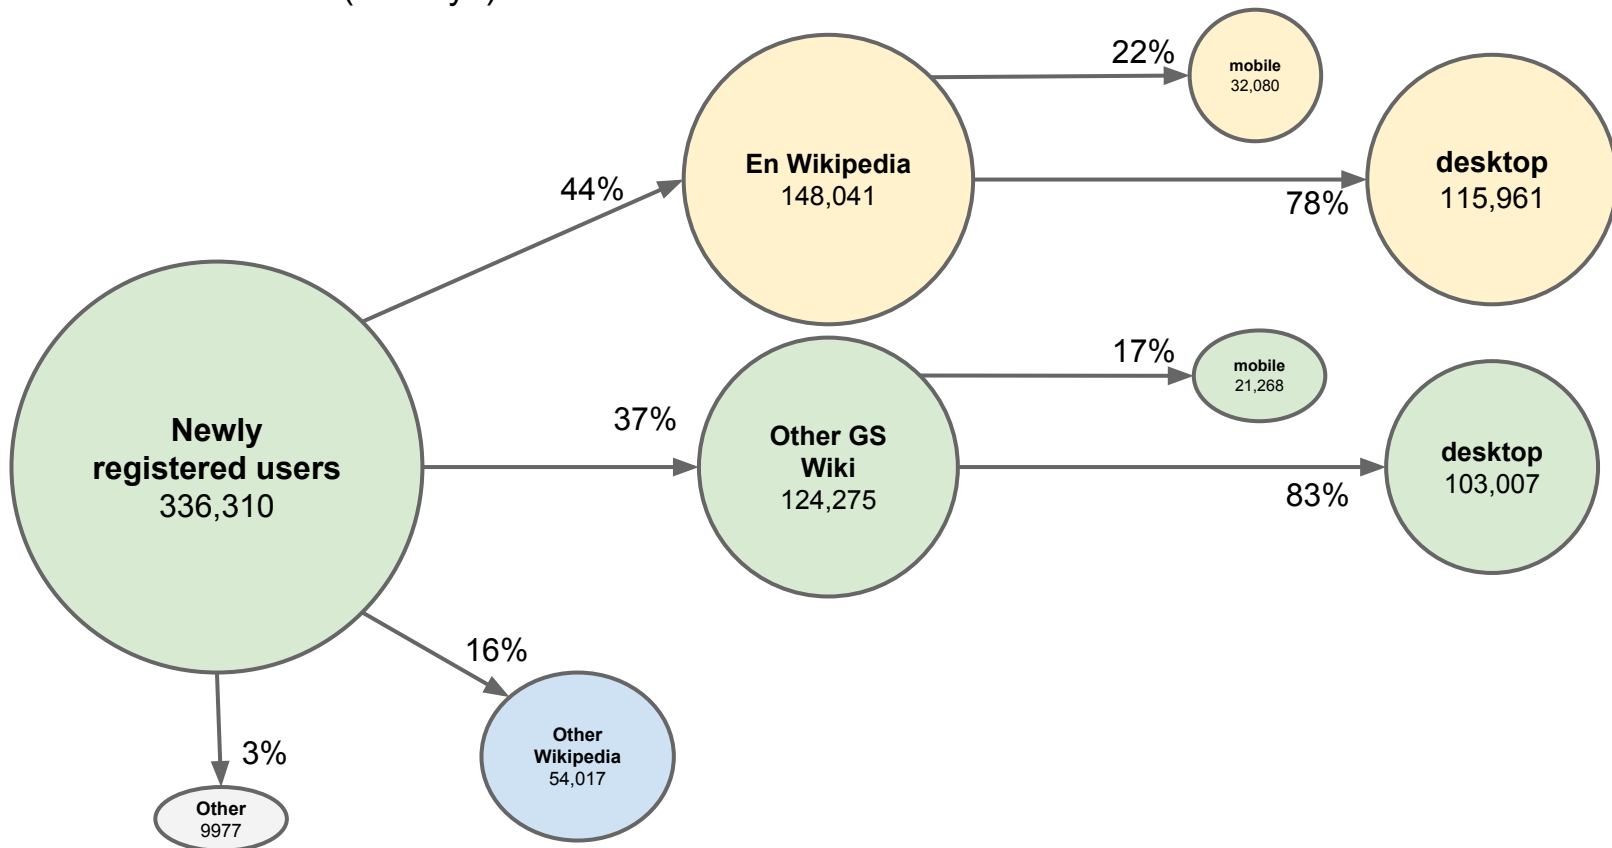 22%
mobile
32,080
En Wikipedia
148,041
desktop
115,961
44%
78%
17%
mobile
21,268
37%
Newly
registered users
336,310
Other GS
Wiki
124,275
desktop
103,007
83%
16%
Other
Wikipedia
54,017
3%
Other
9977